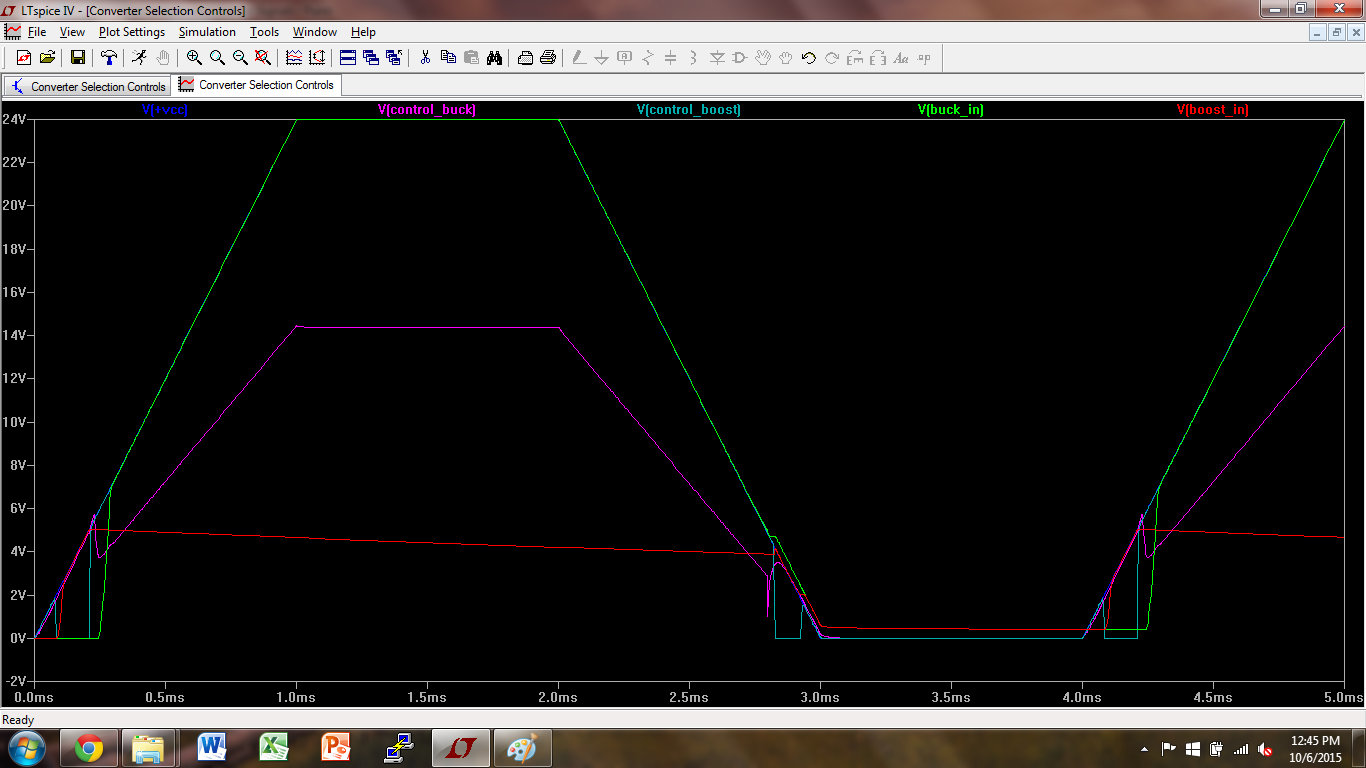 LTspice IV - [Converter Selection Controls]
File View Plot Settings Simulation Tools Window Help
Converter Selection Controls Converter Selection Controls
V(+vcc) V(control_buck) V(control_boost) V(buck_in) V(boost_in)
24V
22V
20V
18V
16V
14V
12V
10V
8V
6V
4V
2V
0V
-2V
0.0ms 0.5ms 1.0ms 1.5ms 2.0ms 2.5ms 3.0ms 3.5ms 4.0ms 4.5ms 5.0ms
Ready
12:45 PM
10/6/2015